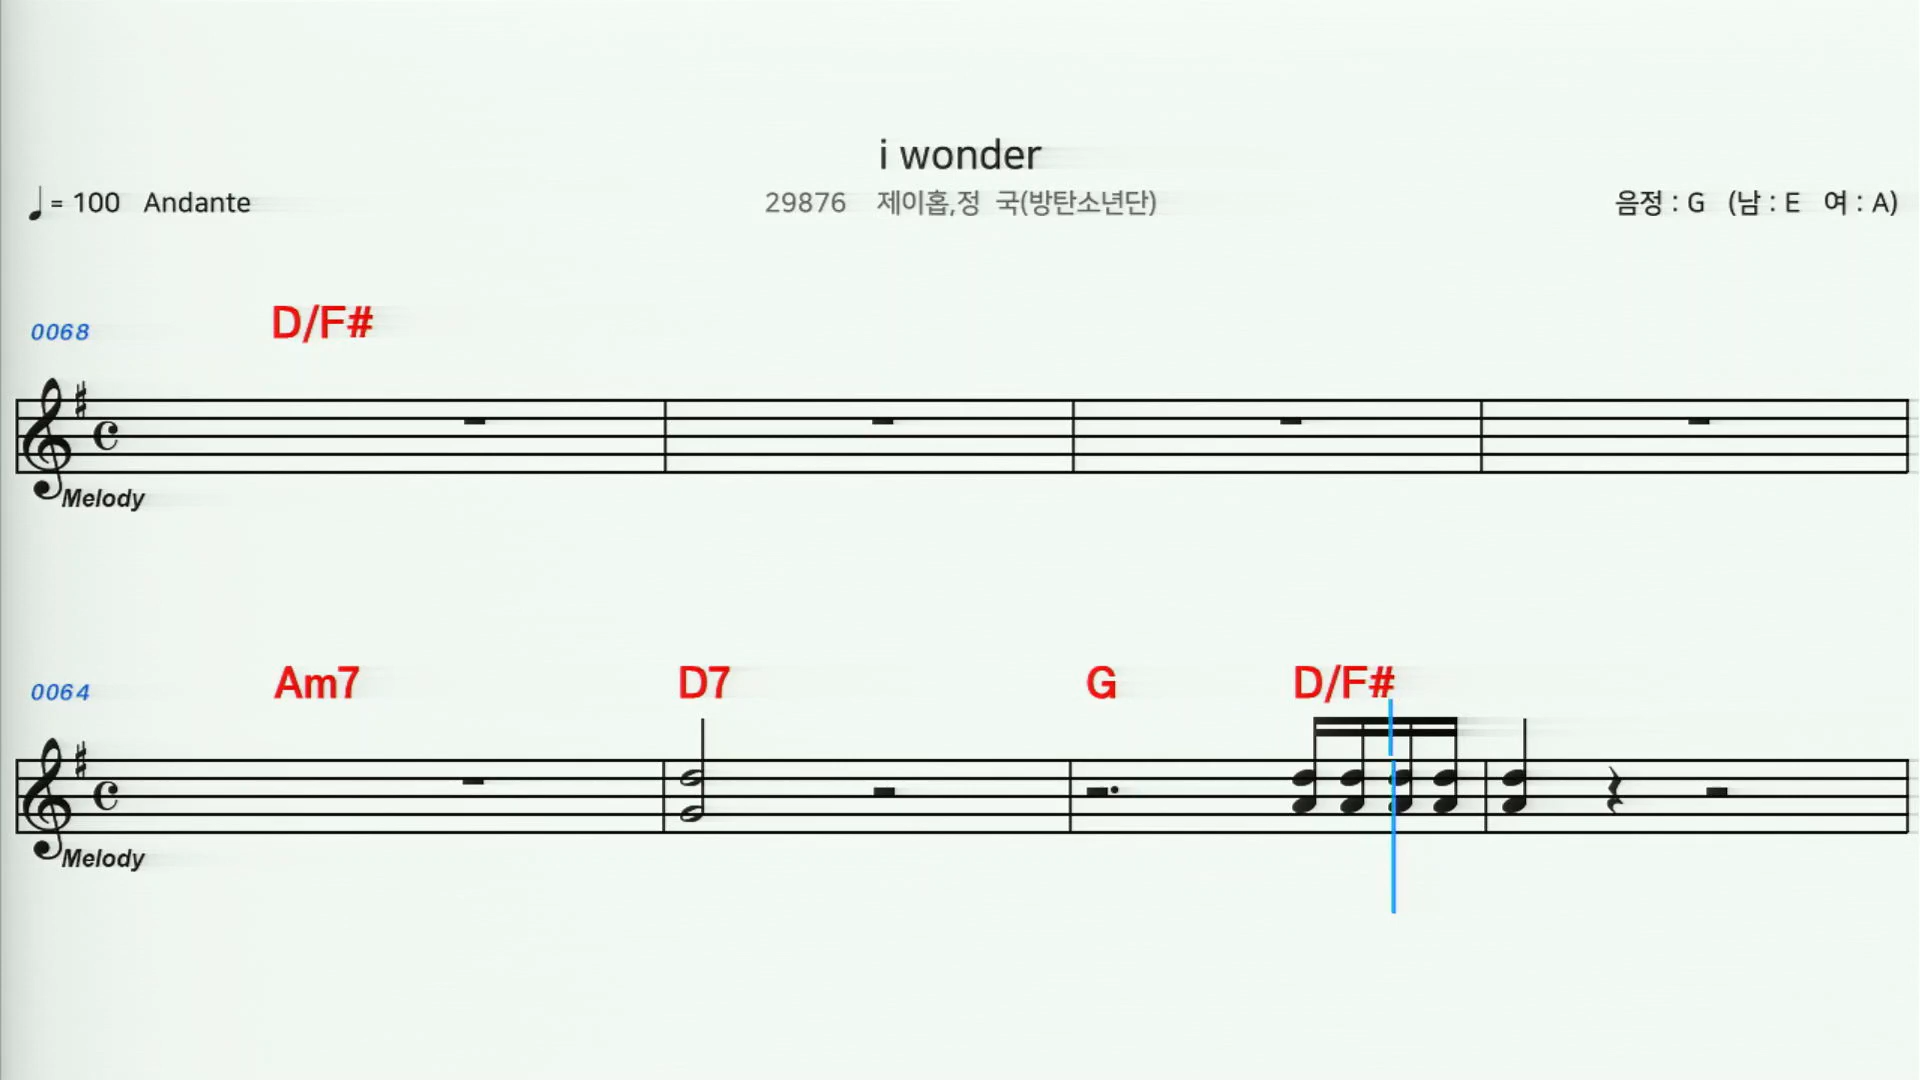 i wonder
= 100 Andante
29876 제이홉,정 국(방탄소년단)
음정 : G (남 : E 여 : A)
0068 D/F#
Melody
0064 Am7 D7 G D/F#
Melody